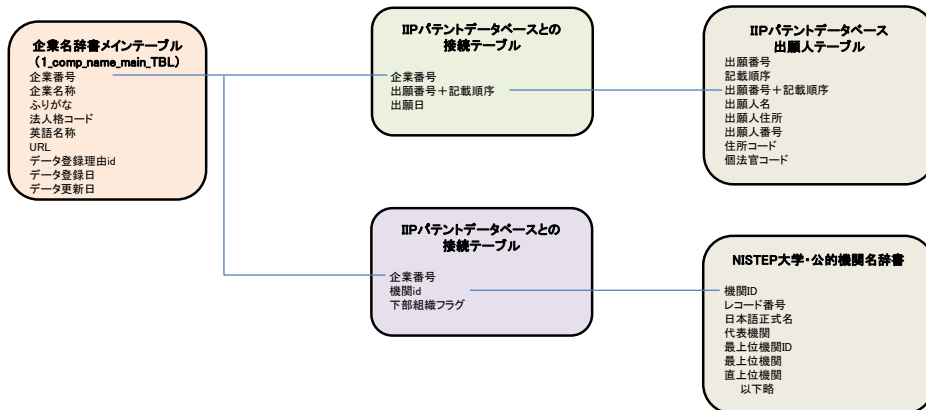 企業名辞書メインテーブル
（1_comp_name_main_TBL）
企業番号
企業名称
ふりがな
法人格コード
英語名称
URL
データ登録理由id
データ登録日
データ更新日
IIPパテントデータベースとの
接続テーブル
企業番号
出願番号＋記載順序
出願日
IIPパテントデータベース
出願人テーブル
出願番号
記載順序
出願番号＋記載順序
出願人名
出願人住所
出願人番号
住所コード
個法官コード
IIPパテントデータベースとの
接続テーブル
企業番号
機関id
下部組織フラグ
NISTEP大学・公的機関名辞書
機関ID
レコード番号
日本語正式名
代表機関
最上位機関ID
最上位機関
直上位機関
以下略